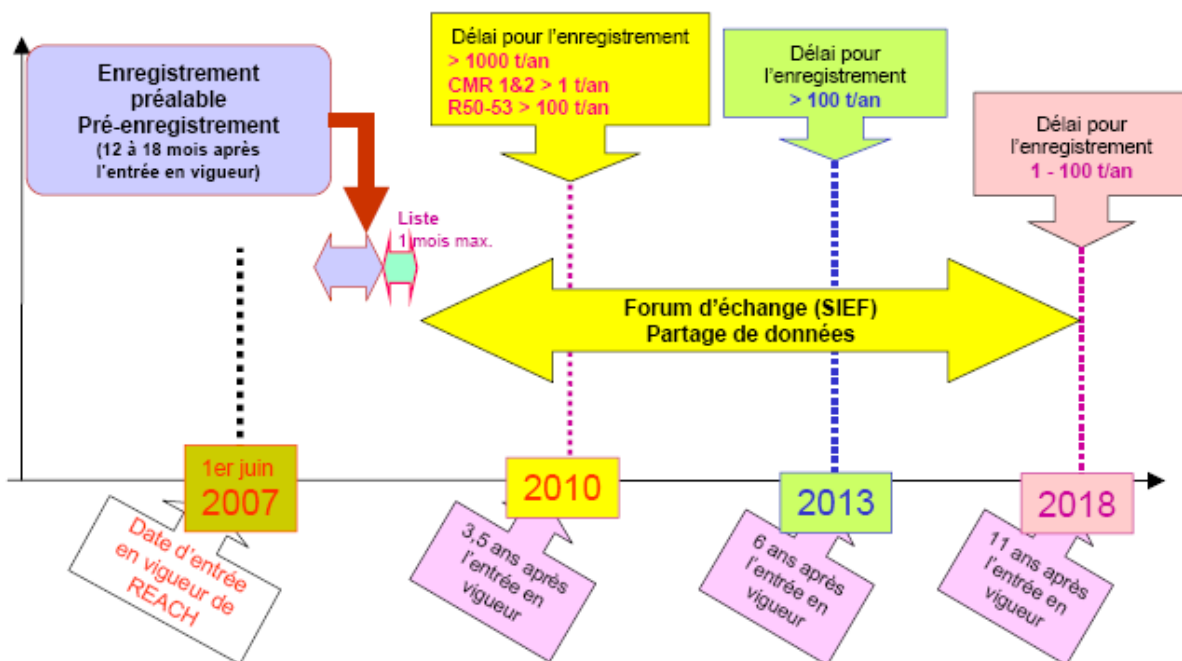 Enregistrement
préalable
Pré-enregistrement
(12 à 18 mois après
l'entrée en vigueur)
Délai pour l'enregistrement
> 1000 t/an
CMR 1&2 > 1 t/an
R50-53 > 100 t/an
Délai pour
l'enregistrement
> 100 t/an
Délai pour
l'enregistrement
1 - 100 t/an
Liste
1 mois max.
Forum d'échange (SIEF)
Partage de données
1er juin
2007
2010
2013
2018
Date d'entrée
en vigueur de
REACH
3,5 ans après
l'entrée en
vigueur
6 ans après
l'entrée en
vigueur
11 ans après
l'entrée en
vigueur